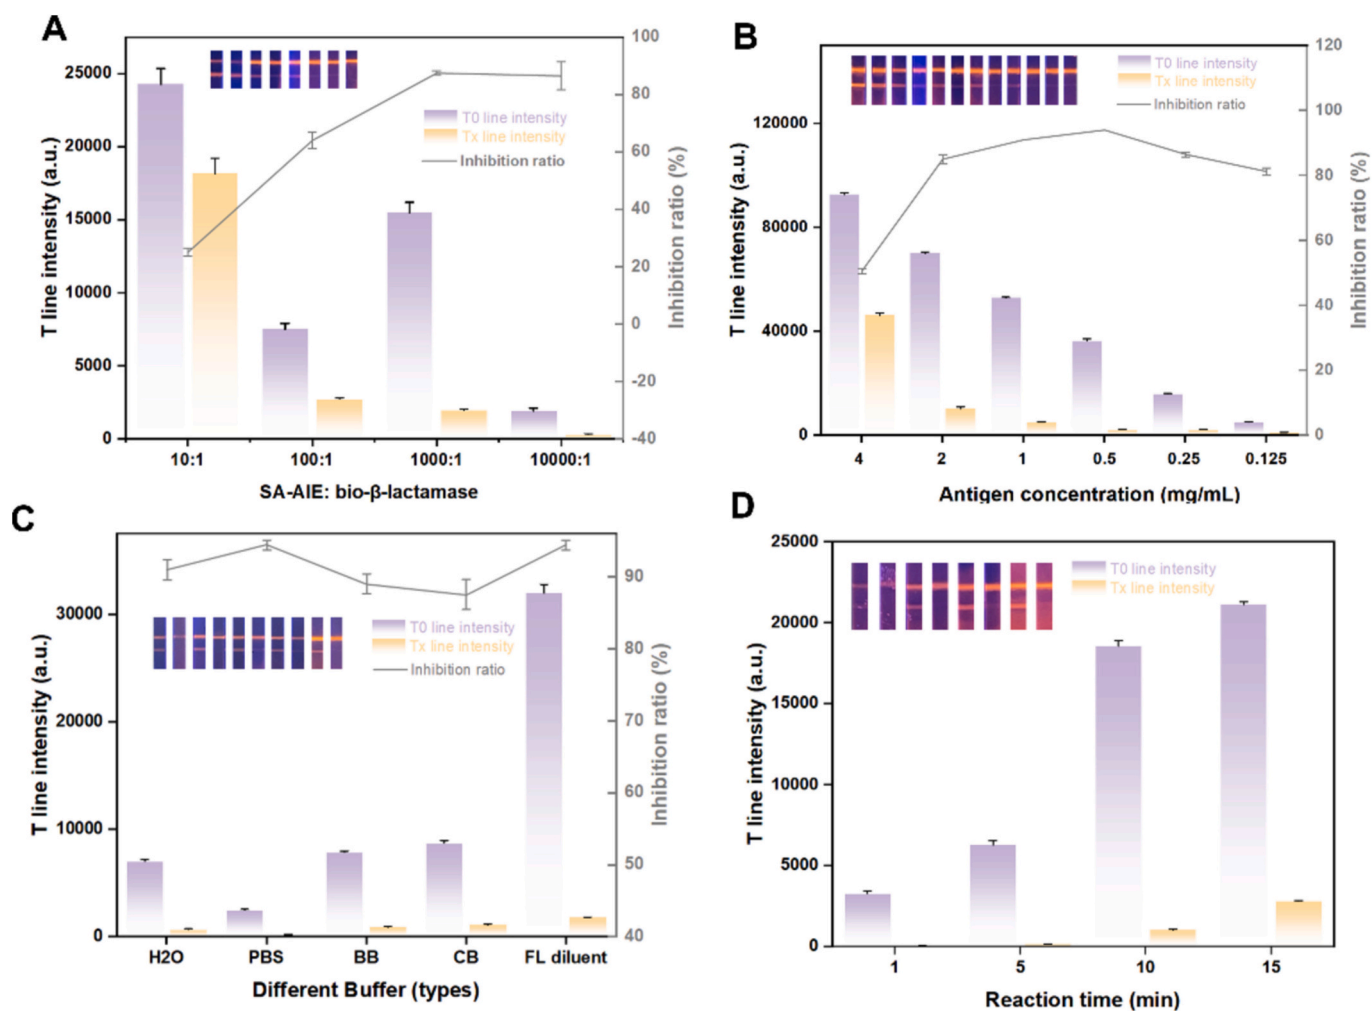 A
T line intensity (a.u.)
25000
20000
15000
10000
5000
0
T0 line intensity
Tx line intensity
Inhibition ratio
100
80
60
40
20
0
-20
-40
Inhibition ratio (%)
10:1 100:1 1000:1 10000:1
SA-AIE: bio-β-lactamase
B
T line intensity (a.u.)
120000
80000
40000
0
T0 line intensity
Tx line intensity
Inhibition ratio
120
100
80
60
40
20
0
Inhibition ratio (%)
4 2 1 0.5 0.25 0.125
Antigen concentration (mg/mL)
C
T line intensity (a.u.)
30000
20000
10000
0
T0 line intensity
Tx line intensity
Inhibition ratio
90
80
70
60
50
40
Inhibition ratio (%)
H2O PBS BB CB FL diluent
Different Buffer (types)
D
T line intensity (a.u.)
25000
20000
15000
10000
5000
0
T0 line intensity
Tx line intensity
1 5 10 15
Reaction time (min)